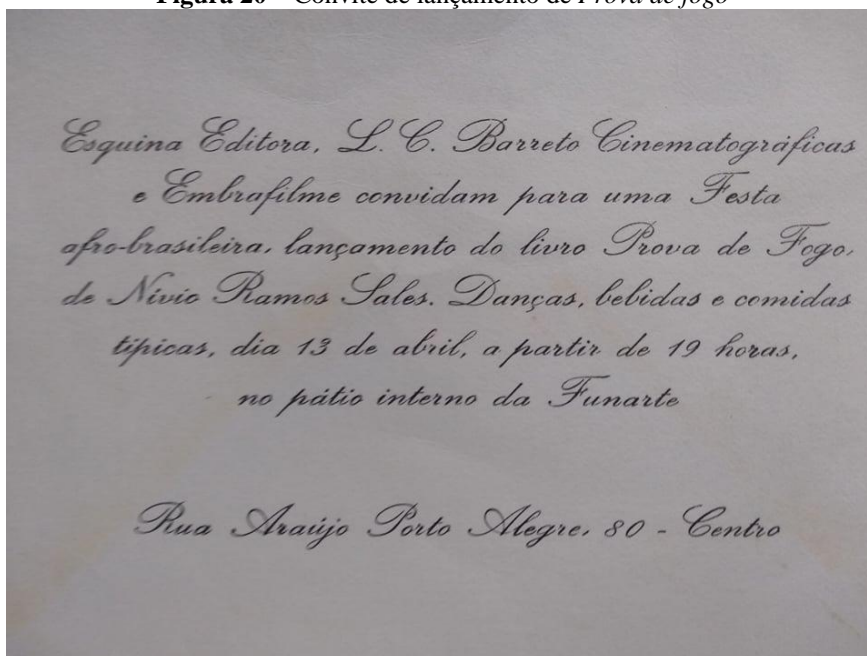 Convite de lançamento de Prova de fogo
Esquina Editora, L. C. Barreto Cinematográficas
e Embrafilme convidam para uma Festa
afro-brasileira, lançamento do livro Prova de Fogo,
de Nívio Ramos Sales. Danças, bebidas e comidas
típicas, dia 13 de abril, a partir de 19 horas,
no pátio interno da Funarte
Rua Araújo Porto Alegre, 80 - Centro